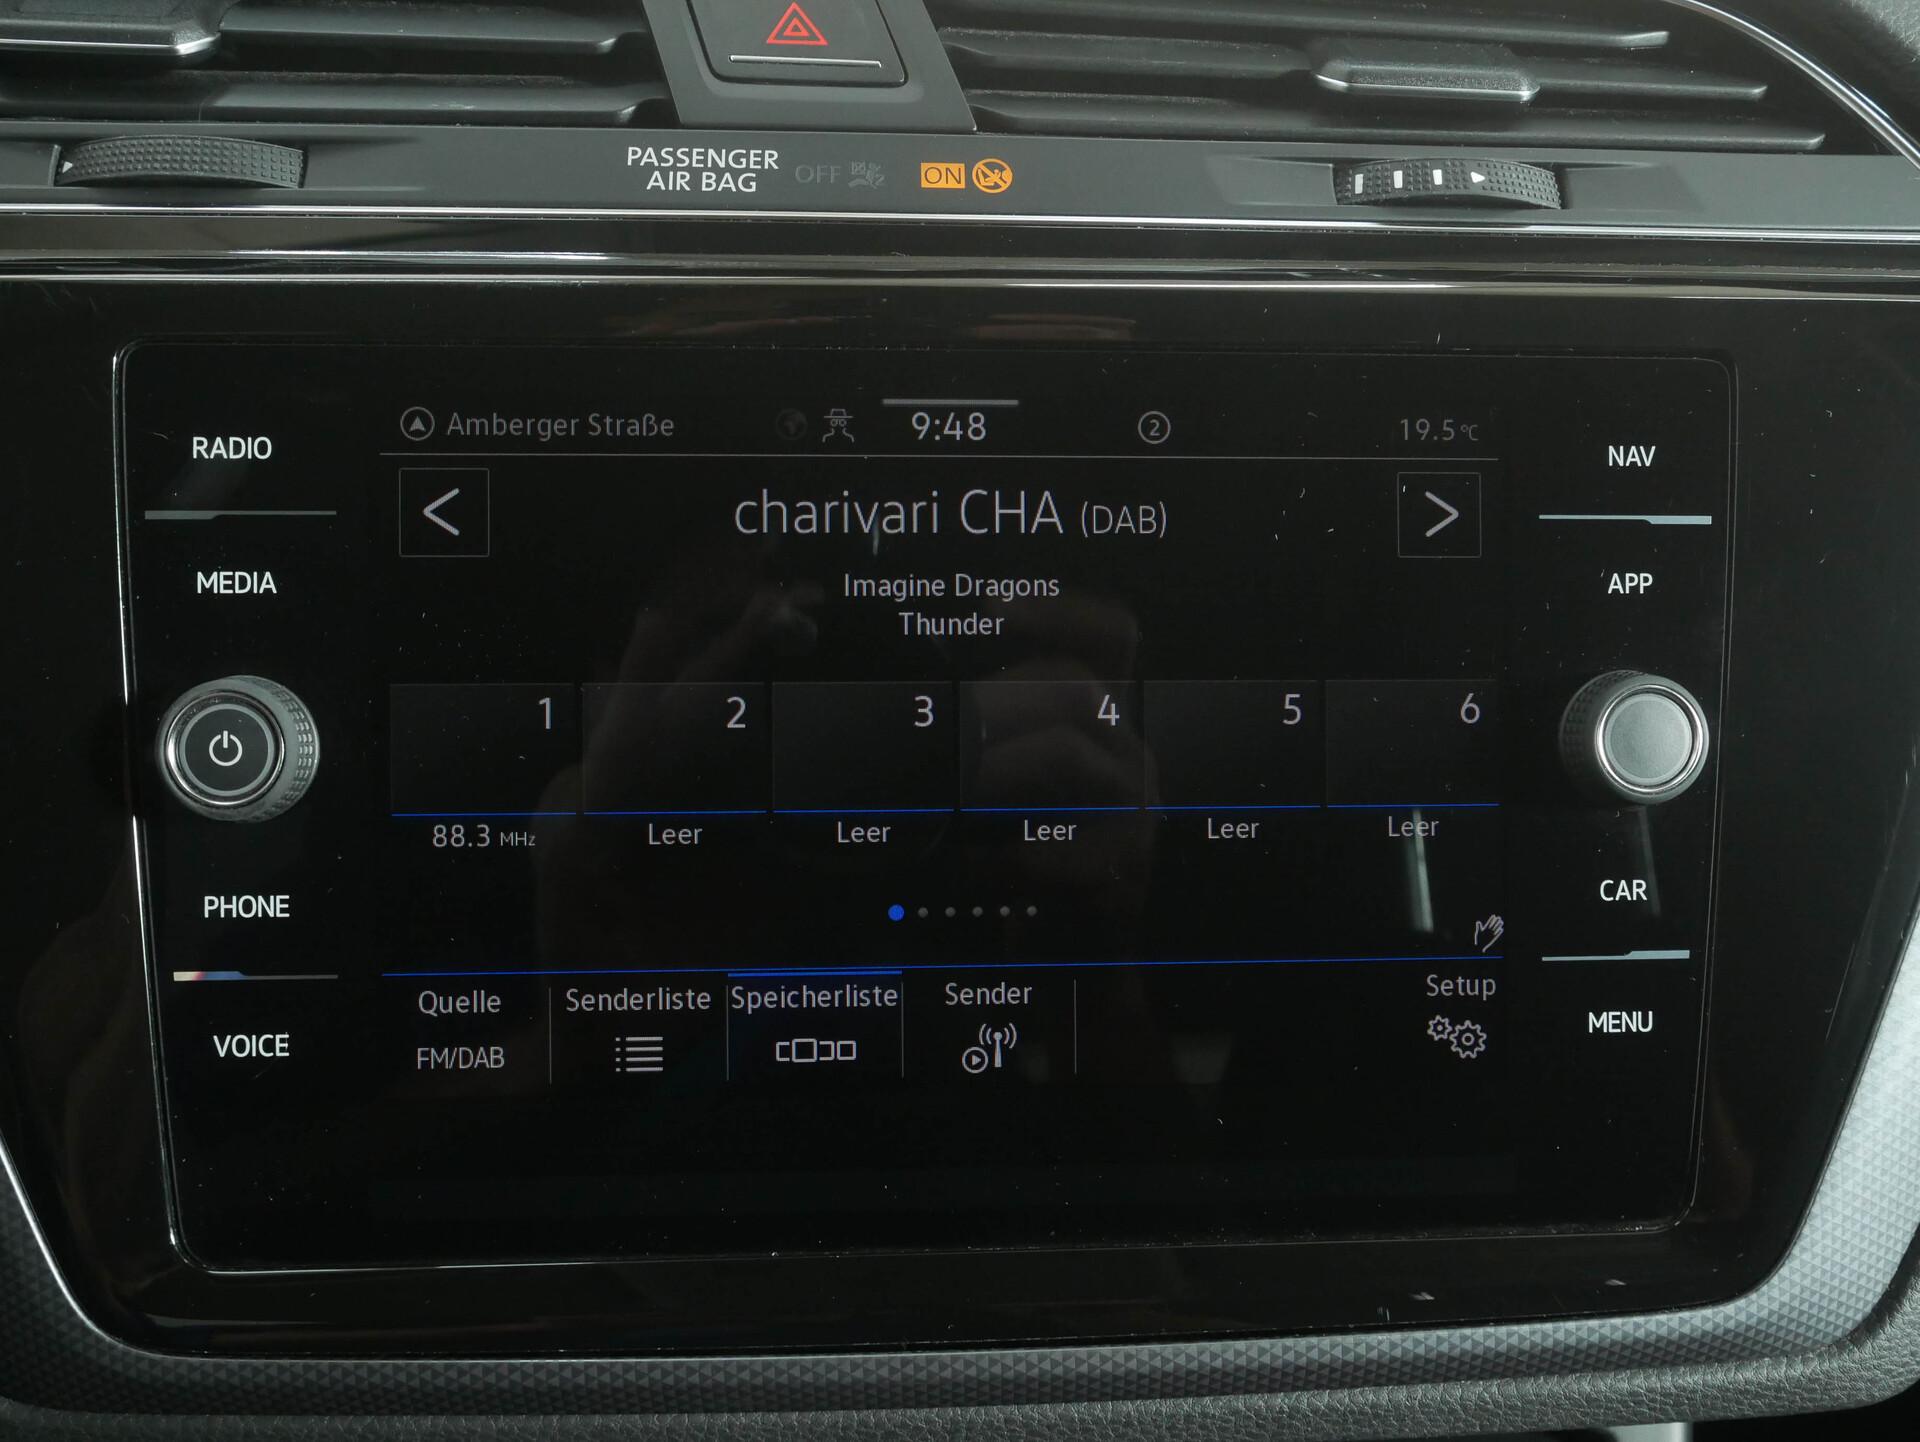 PASSENGER
AIR BAG
OFF
ON
RADIO
MEDIA
PHONE
VOICE
Amberger Straße
9:48
2
19.5 °C
charivari CHA (DAB)
Imagine Dragons
Thunder
1 2 3 4 5 6
88.3 MHz Leer Leer Leer Leer Leer
Quelle
FM/DAB
Senderliste
Speicherliste
Sender
Setup
NAV
APP
CAR
MENU